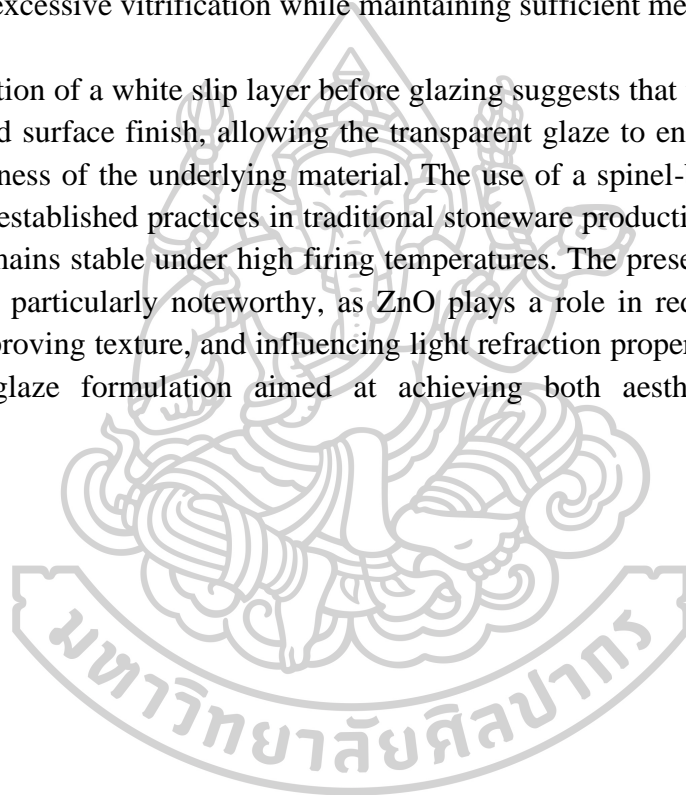 excessive vitrification while maintaining sufficient me
tion of a white slip layer before glazing suggests that
d surface finish, allowing the transparent glaze to en
ness of the underlying material. The use of a spinel-
established practices in traditional stoneware producti
mains stable under high firing temperatures. The prese
particularly noteworthy, as ZnO plays a role in red
proving texture, and influencing light refraction proper
glaze formulation aimed at achieving both aesth
มหาวิทยาลัยศิลปากร